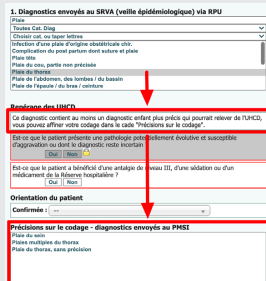 1. Diagnostics envoyés au SRVA (veille épidémiologique) via RPU
Plaie
Toutes Cat. Diag
Choisir cat. ou taper lettres
Infection d'une plaie d'origine obstétricale chir.
Complication du post partum dont suture et plaie
Plaie tête
Plaie du cou, partie non précisée
Plaie du thorax
Plaie de l'abdomen, des lombes / du bassin
Plaie de l'épaule / du bras / ceinture
Repérage des UHCD
Ce diagnostic contient au moins un diagnostic enfant plus précis qui pourrait relever de l'UHCD,
vous pouvez affiner votre codage dans le cade "Précisions sur le codage".
Est-ce que le patient présente une pathologie potentiellement évolutive et susceptible
d'aggravation ou dont le diagnostic reste incertain
Oui Non
Est-ce que le patient a bénéficié d'une antalgie de niveau III, d'une sédation ou d'un
médicament de la Réserve hospitalière ?
Oui Non
Orientation du patient
Confirmée : --
Précisions sur le codage - diagnostics envoyés au PMSI
Plaie du sein
Plaies multiples du thorax
Plaie du thorax, sans précision